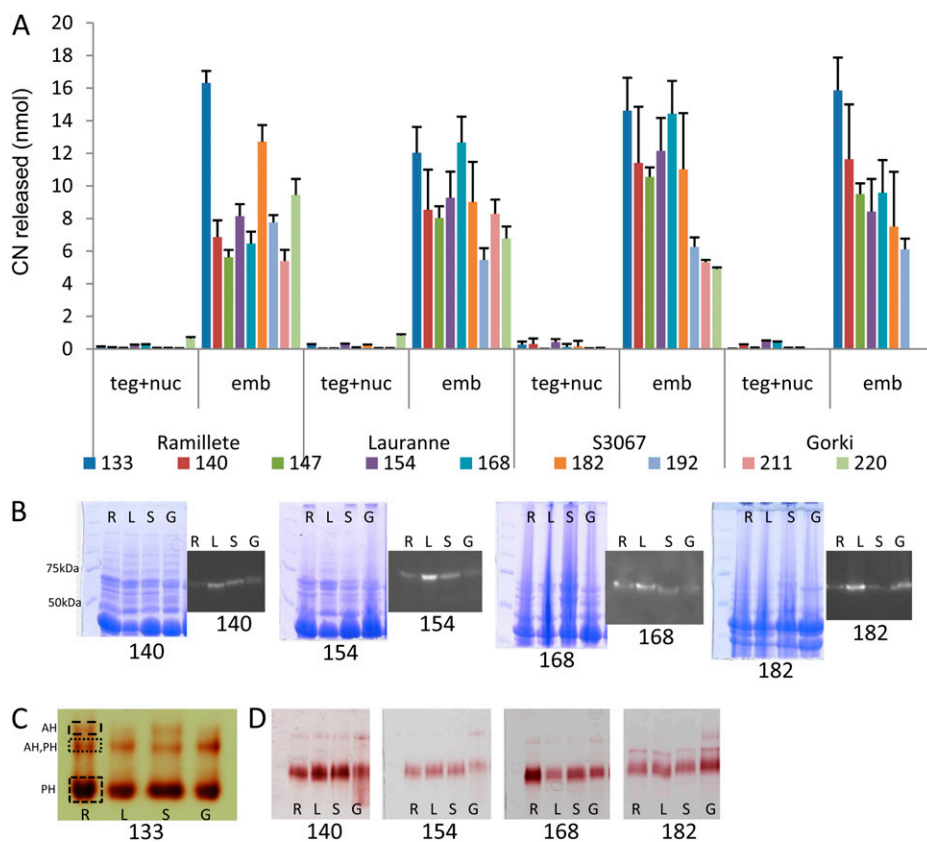 A
CN released (nmol)
20
18
16
14
12
10
8
6
4
2
0
teg+nuc emb teg+nuc emb teg+nuc emb teg+nuc emb
Ramillete Lauranne S3067 Gorki
133 140 147 154 168 182 192 211 220
B
R L S G R L S G R L S G R L S G
R L S G R L S G R L S G R L S G
75kDa
50kDa
140 140 154 154 168 168 182 182
C
AH
AH,PH
PH
R L S G
133
D
R L S G R L S G R L S G R L S G
140 154 168 182